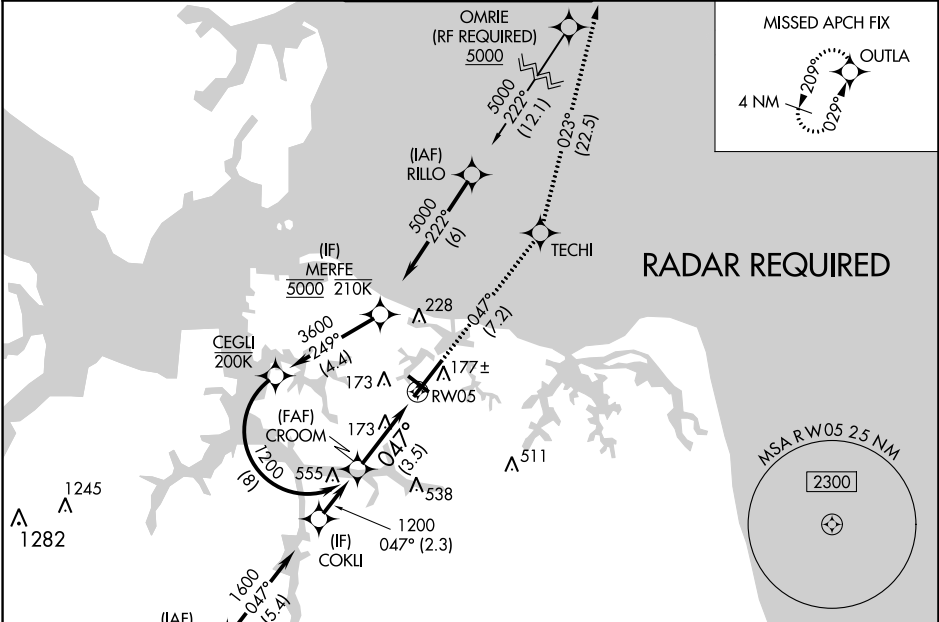 OMRIE
(RF REQUIRED)
5000
MISSED APCH FIX
OUTLA
209°
4 NM
029°
5000
222°
(12.1)
023°
(22.5)
(IAF)
RILLO
5000
222°
(6)
TECHI
RADAR REQUIRED
(IF)
MERFE
5000 210K
228
047°
(7.2)
3600
249°
(4.4)
CEGLI
200K
173
177±
RW05
(FAF)
CROOM
173
047°
(3.5)
1200
(8)
555
538
511
MSA RW05 25 NM
2300
1245
1282
1200
047° (2.3)
(IF)
COKLI
1600
047°
(5.4)
(IAF)